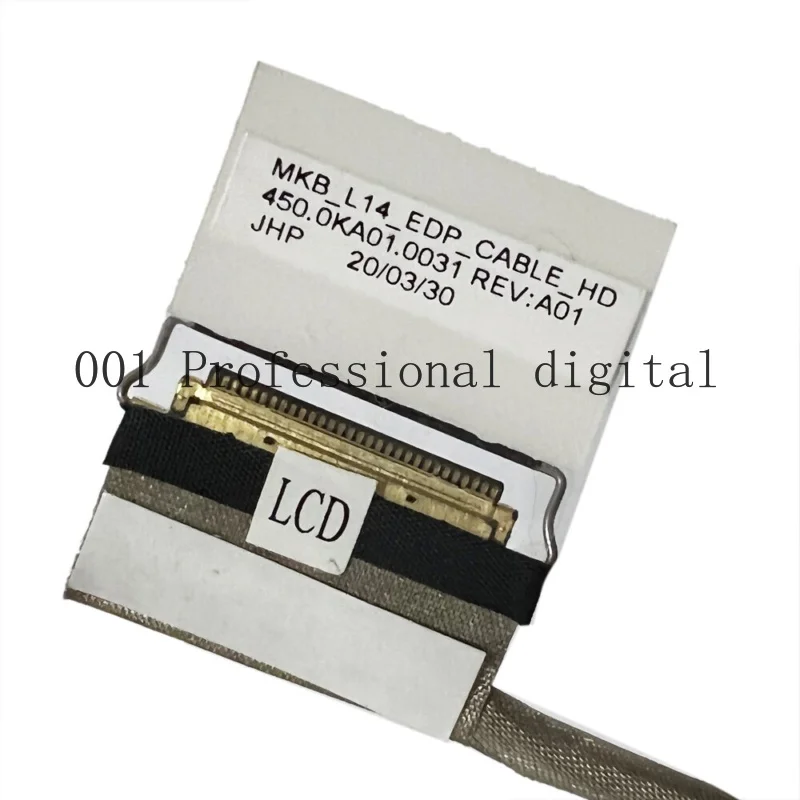 MKB_L14_EDP_CABLE_HD
450.0KA01.0031 REV:A01
JHP 20/03/30
001 Professional digital
LCD